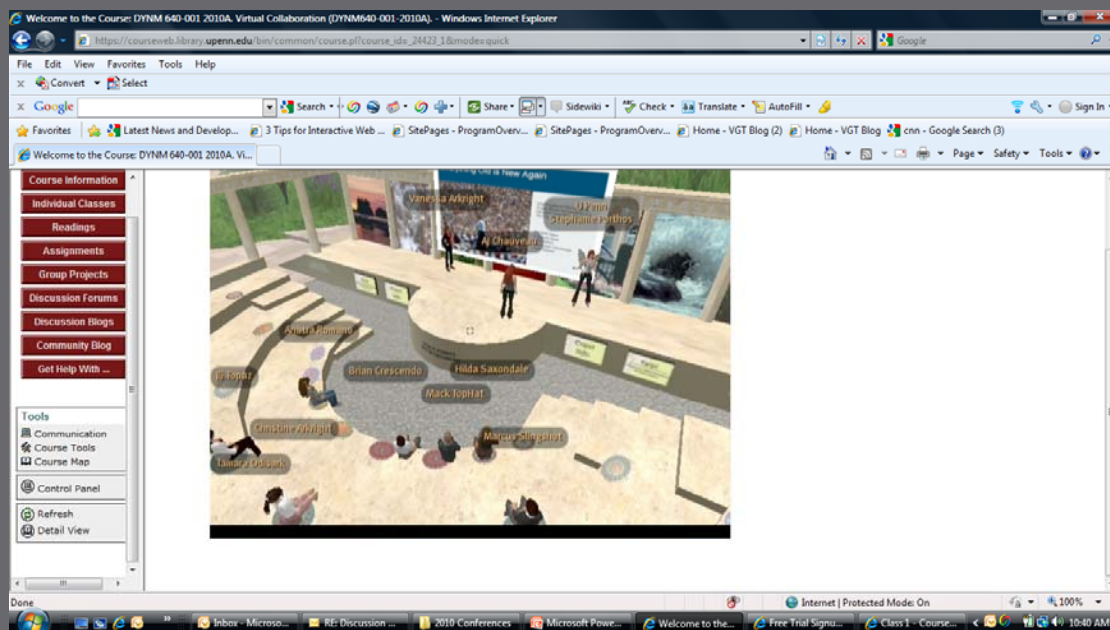 Welcome to the Course: DYNM 640-001 2010A. Virtual Collaboration (DYNM640-001-2010A). - Windows Internet Explorer
https://courseweb.library.upenn.edu/bin/common/course.pl?course_id=_24423_1&mode=quick
Google
File Edit View Favorites Tools Help
x Convert Select
x Google Search Share Sidewiki Check Translate AutoFill Sign In
Favorites Latest News and Develop... 3 Tips for Interactive Web ... SitePages - ProgramOverv... SitePages - ProgramOverv... Home - VGT Blog (2) Home - VGT Blog cnn - Google Search (3)
Welcome to the Course: DYNM 640-001 2010A. Vi... Page Safety Tools
Course Information
Individual Classes
Readings
Assignments
Group Projects
Discussion Forums
Discussion Blogs
Community Blog
Get Help With ...
Tools
Communication
Course Tools
Course Map
Control Panel
Refresh
Detail View
Old is New Again
Vanessa Arkright
U Penn
Stephanie Porthos
AJ Chauveau
Brian Crescendo
Hilda Saxondale
Mack TopHat
Christine Arkright
Marcus Slingshot
Done Internet | Protected Mode: On 100%
Inbox - Microso... RE: Discussion ... 2010 Conferences Microsoft Powe... Welcome to the... Free Trial Signu... Class 1 - Course... 10:40 AM